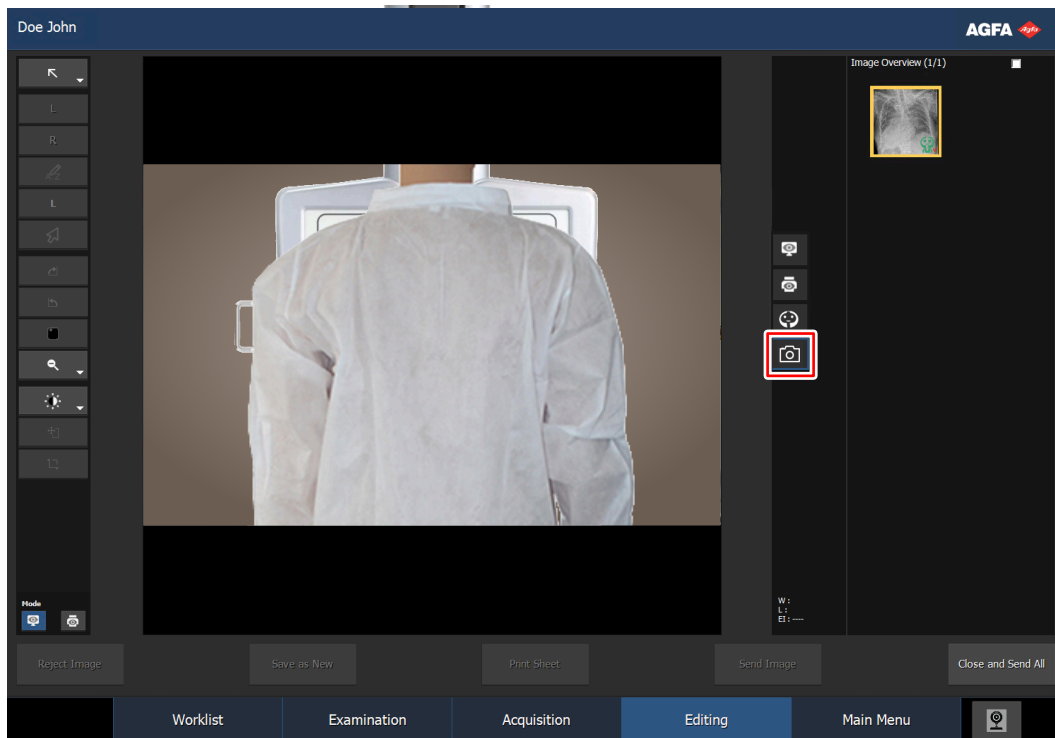 Doe John
AGFA
Image Overview (1/1)
L
R
L
Mode
W :
L :
EI : ----
Reject Image
Save as New
Print Sheet
Send Image
Close and Send All
Worklist
Examination
Acquisition
Editing
Main Menu